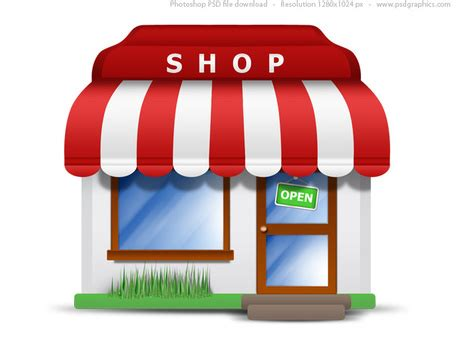 Photoshop PSD file download - Resolution 1280x1024 px - www.psdgraphics.com
SHOP
OPEN